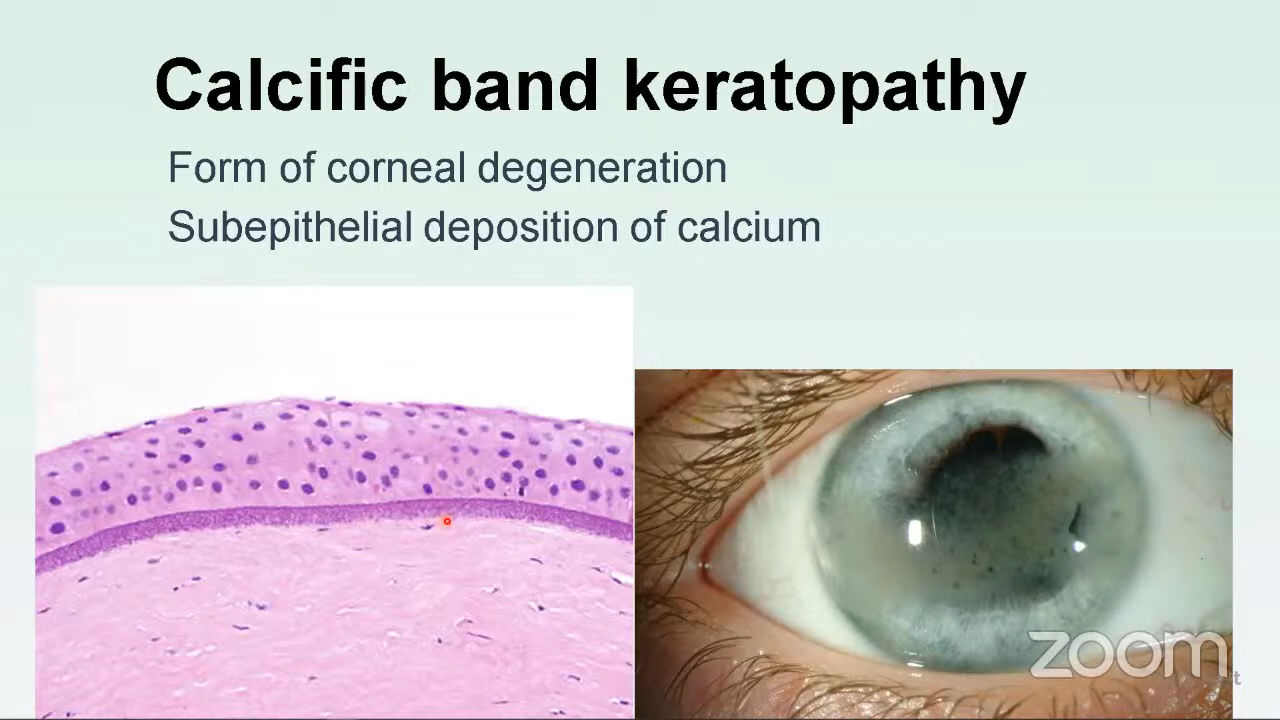 Calcific band keratopathy
Form of corneal degeneration
Subepithelial deposition of calcium
zoom
t